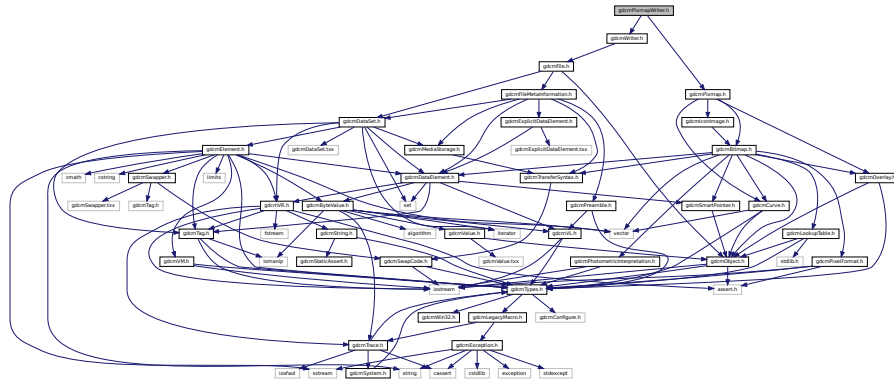 gdcmPixmapWriter.h
gdcmWriter.h
gdcmFile.h
gdcmFileMetaInformation.h
gdcmPixmap.h
gdcmDataSet.h
gdcmExplicitDataElement.h
gdcmIconImage.h
gdcmElement.h
gdcmDataSet.txx
gdcmMediaStorage.h
gdcmExplicitDataElement.txx
gdcmBitmap.h
cmath
cstring
gdcmSwapper.h
limits
gdcmDataElement.h
gdcmTransferSyntax.h
gdcmOverlay.h
gdcmSwapper.txx
gdcmTag.h
gdcmVR.h
gdcmByteValue.h
set
gdcmPreamble.h
gdcmSmartPointer.h
gdcmCurve.h
gdcmTag.h
fstream
gdcmString.h
algorithm
gdcmValue.h
iterator
gdcmVL.h
vector
gdcmLookupTable.h
gdcmVM.h
iomanip
gdcmStaticAssert.h
gdcmSwapCode.h
gdcmValue.txx
gdcmPhotometricInterpretation.h
gdcmObject.h
stdlib.h
gdcmPixelFormat.h
iostream
gdcmTypes.h
assert.h
gdcmWin32.h
gdcmLegacyMacro.h
gdcmConfigure.h
gdcmTrace.h
gdcmException.h
iosfwd
sstream
gdcmSystem.h
string
cassert
cstdlib
exception
stdexcept